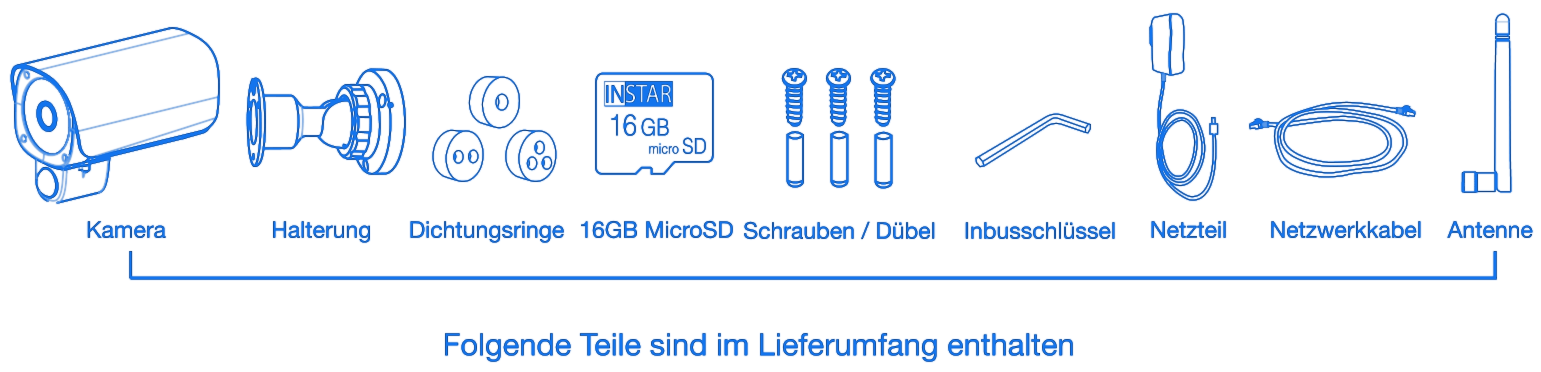 INSTAR
16 GB
micro SD
Kamera Halterung Dichtungsringe 16GB MicroSD Schrauben / Dübel Inbusschlüssel Netzteil Netzwerkkabel Antenne
Folgende Teile sind im Lieferumfang enthalten